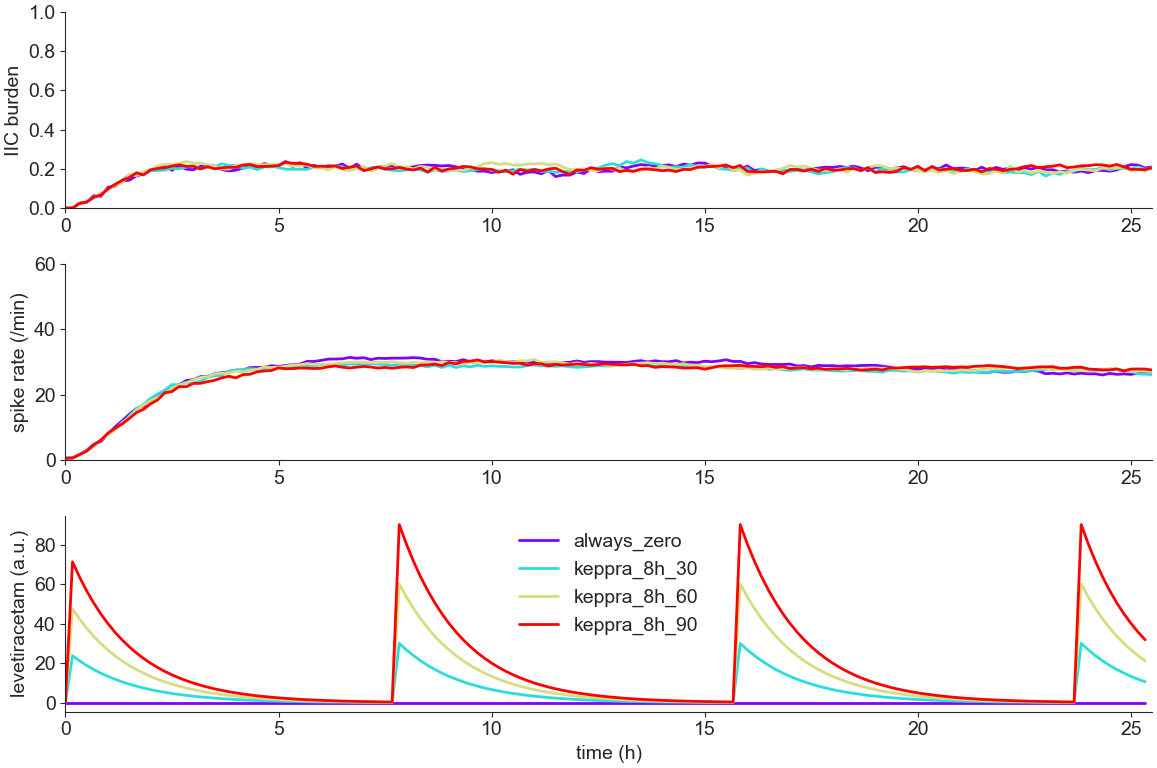 IIC burden
1.0
0.8
0.6
0.4
0.2
0.0
0 5 10 15 20 25
spike rate (/min)
60
40
20
0
0 5 10 15 20 25
levetiracetam (a.u.)
80
60
40
20
0
always_zero
keppra_8h_30
keppra_8h_60
keppra_8h_90
0 5 10 15 20 25
time (h)